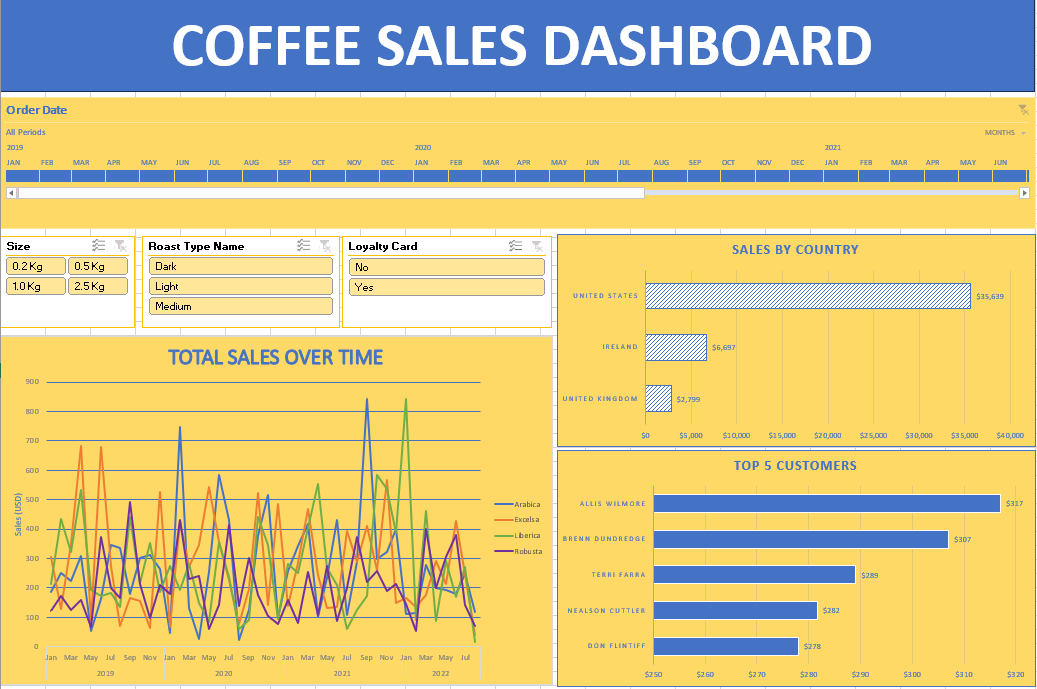 COFFEE SALES DASHBOARD
Order Date
All Periods MONTHS
2019 2020 2021
JAN FEB MAR APR MAY JUN JUL AUG SEP OCT NOV DEC JAN FEB MAR APR MAY JUN JUL AUG SEP OCT NOV DEC JAN FEB MAR APR MAY JUN
Size
0.2 Kg 0.5 Kg
1.0 Kg 2.5 Kg
Roast Type Name
Dark
Light
Medium
Loyalty Card
No
Yes
SALES BY COUNTRY
UNITED STATES $35,639
IRELAND $6,697
UNITED KINGDOM $2,799
$0 $5,000 $10,000 $15,000 $20,000 $25,000 $30,000 $35,000 $40,000
TOTAL SALES OVER TIME
Sales (USD)
900
800
700
600
500
400
300
200
100
0
Jan Mar May Jul Sep Nov Jan Mar May Jul Sep Nov Jan Mar May Jul Sep Nov Jan Mar May Jul
2019 2020 2021 2022
Arabica
Excelsa
Liberica
Robusta
TOP 5 CUSTOMERS
ALLIS WILMORE $317
BRENN DUNDREDGE $307
TERRI FARRA $289
NEALSON CUTTLER $282
DON FLINTIFF $278
$250 $260 $270 $280 $290 $300 $310 $320